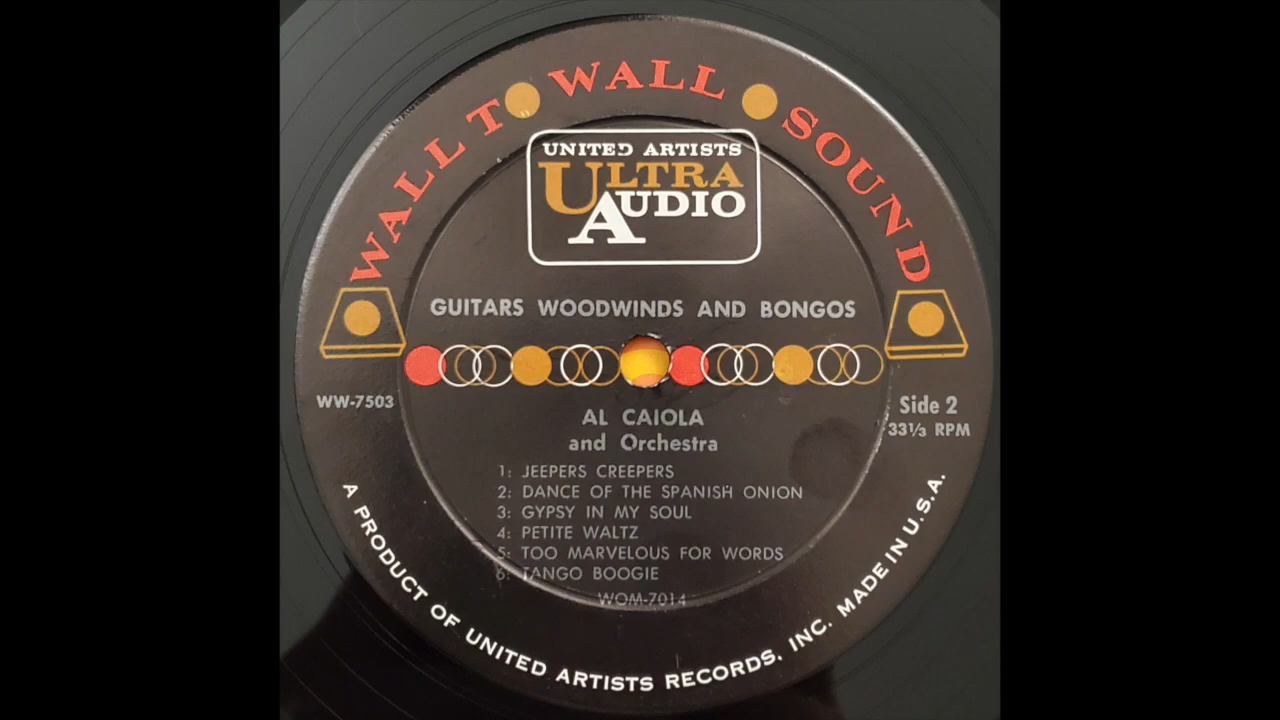 WALL TO WALL SOUND
UNITED ARTISTS
ULTRA
AUDIO
GUITARS WOODWINDS AND BONGOS
WW-7503
Side 2
33⅓ RPM
AL CAIOLA
and Orchestra
1: JEEPERS CREEPERS
2: DANCE OF THE SPANISH ONION
3: GYPSY IN MY SOUL
4: PETITE WALTZ
5: TOO MARVELOUS FOR WORDS
6: TANGO BOOGIE
WOM-7014
A PRODUCT OF UNITED ARTISTS RECORDS, INC. MADE IN U.S.A.